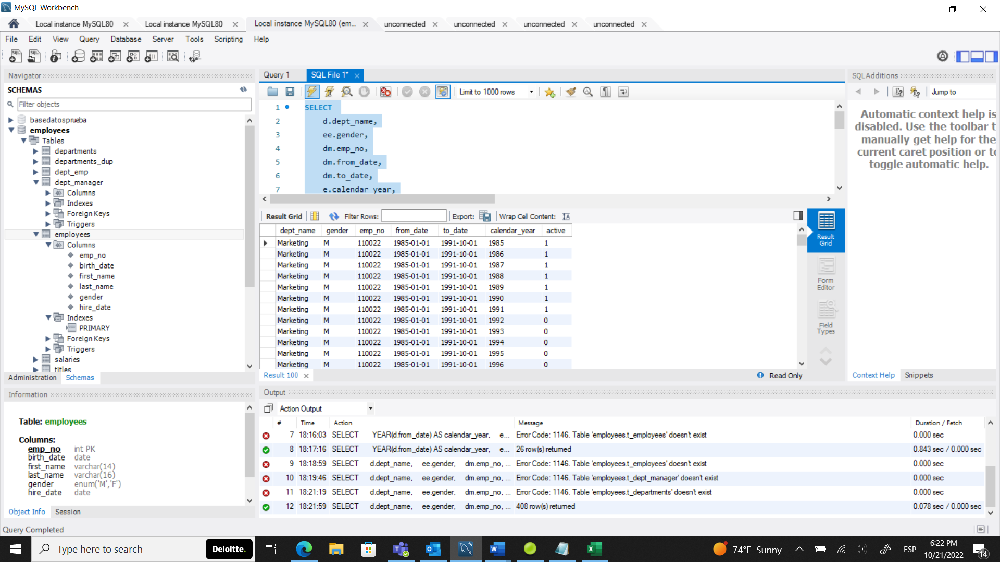 MySQL Workbench
Local instance MySQL80
Local instance MySQL80
Local instance MySQL80 (em...
unconnected
unconnected
unconnected
unconnected
File Edit View Query Database Server Tools Scripting Help
Navigator
SCHEMAS
Filter objects
basedatosprueba
employees
Tables
departments
departments_dup
dept_emp
dept_manager
Columns
Indexes
Foreign Keys
Triggers
employees
Columns
emp_no
birth_date
first_name
last_name
gender
hire_date
Indexes
PRIMARY
Foreign Keys
Triggers
salaries
titles
Administration Schemas
Information
Table: employees
Columns:
emp_no int PK
birth_date date
first_name varchar(14)
last_name varchar(16)
gender enum('M','F')
hire_date date
Object Info Session
Query Completed
Query 1 SQL File 1*
Limit to 1000 rows
1 SELECT
2 d.dept_name,
3 ee.gender,
4 dm.emp_no,
5 dm.from_date,
6 dm.to_date,
7 e.calendar_year,
Result Grid Filter Rows: Export: Wrap Cell Content:
dept_name gender emp_no from_date to_date calendar_year active
Marketing M 110022 1985-01-01 1991-10-01 1985 1
Marketing M 110022 1985-01-01 1991-10-01 1986 1
Marketing M 110022 1985-01-01 1991-10-01 1987 1
Marketing M 110022 1985-01-01 1991-10-01 1988 1
Marketing M 110022 1985-01-01 1991-10-01 1989 1
Marketing M 110022 1985-01-01 1991-10-01 1990 1
Marketing M 110022 1985-01-01 1991-10-01 1991 1
Marketing M 110022 1985-01-01 1991-10-01 1992 0
Marketing M 110022 1985-01-01 1991-10-01 1993 0
Marketing M 110022 1985-01-01 1991-10-01 1994 0
Marketing M 110022 1985-01-01 1991-10-01 1995 0
Marketing M 110022 1985-01-01 1991-10-01 1996 0
Result 100
Read Only
Result
Grid
Form
Editor
Field
Types
SQLAdditions
Jump to
Automatic context help is
disabled. Use the toolbar t
manually get help for the
current caret position or to
toggle automatic help.
Context Help Snippets
Output
Action Output
# Time Action Message Duration / Fetch
7 18:16:03 SELECT YEAR(d.from_date) AS calendar_year, e... Error Code: 1146. Table 'employees.t_employees' doesn't exist 0.000 sec
8 18:17:16 SELECT YEAR(d.from_date) AS calendar_year, e... 26 row(s) returned 0.843 sec / 0.000 sec
9 18:18:59 SELECT d.dept_name, ee.gender, dm.emp_no, ... Error Code: 1146. Table 'employees.t_employees' doesn't exist 0.000 sec
10 18:19:46 SELECT d.dept_name, ee.gender, dm.emp_no, ... Error Code: 1146. Table 'employees.t_dept_manager' doesn't exist 0.000 sec
11 18:21:19 SELECT d.dept_name, ee.gender, dm.emp_no, ... Error Code: 1146. Table 'employees.t_departments' doesn't exist 0.000 sec
12 18:21:59 SELECT d.dept_name, ee.gender, dm.emp_no, ... 408 row(s) returned 0.078 sec / 0.000 sec
Type here to search
Deloitte.
74°F Sunny
ESP
6:22 PM
10/21/2022
14